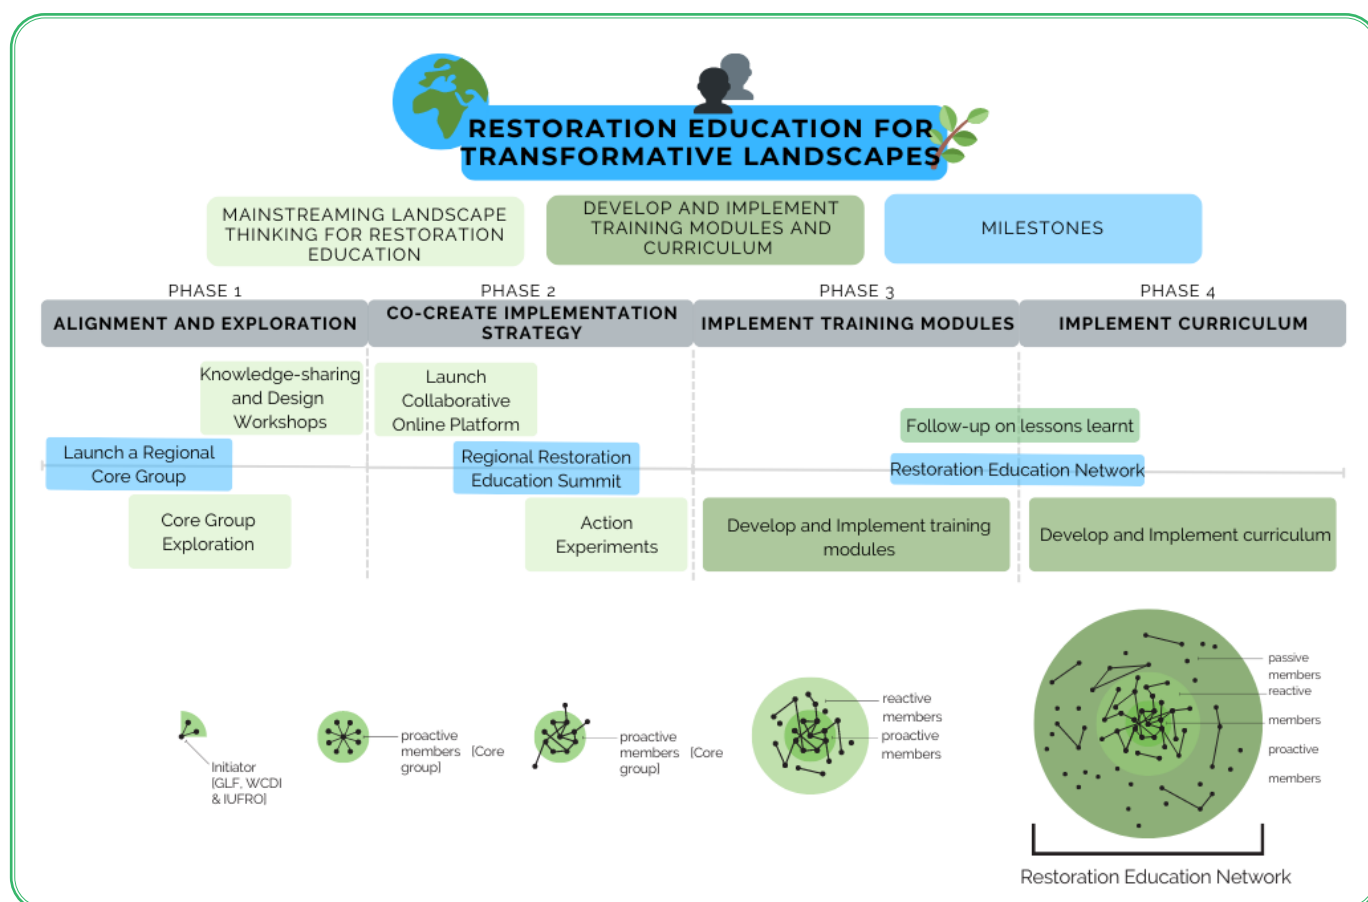 RESTORATION EDUCATION FOR
TRANSFORMATIVE LANDSCAPES
MAINSTREAMING LANDSCAPE
THINKING FOR RESTORATION
EDUCATION
DEVELOP AND IMPLEMENT
TRAINING MODULES AND
CURRICULUM
MILESTONES
PHASE 1
ALIGNMENT AND EXPLORATION
PHASE 2
CO-CREATE IMPLEMENTATION
STRATEGY
PHASE 3
IMPLEMENT TRAINING MODULES
PHASE 4
IMPLEMENT CURRICULUM
Knowledge-sharing
and Design
Workshops
Launch
Collaborative
Online Platform
Follow-up on lessons learnt
Launch a Regional
Core Group
Regional Restoration
Education Summit
Restoration Education Network
Core Group
Exploration
Action
Experiments
Develop and Implement training
modules
Develop and Implement curriculum
Initiator
[GLF, WCDI
& IUFRO]
proactive
members [Core
group]
proactive
members [Core
group]
reactive
members
proactive
members
passive
members
reactive
members
proactive
members
Restoration Education Network